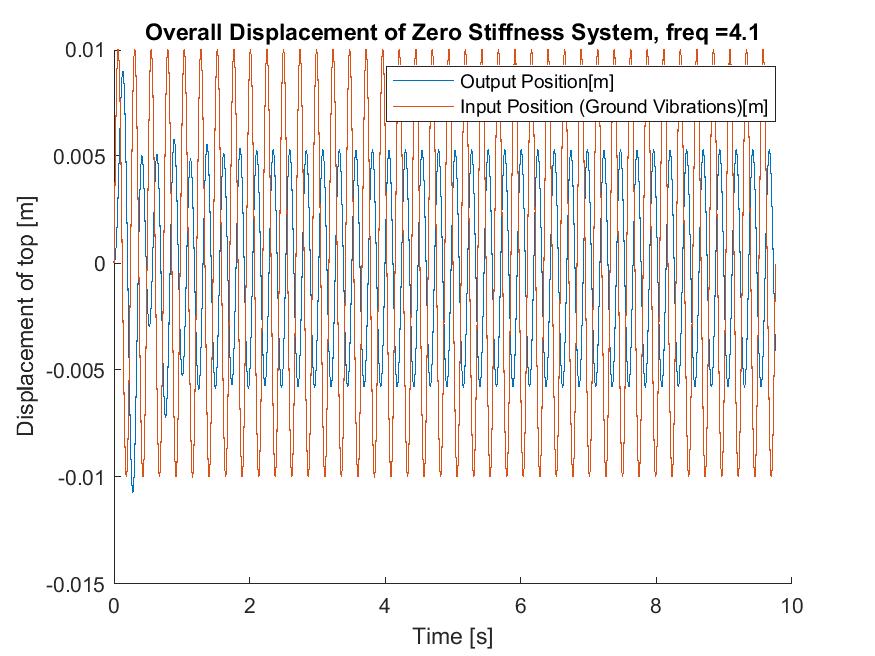 Overall Displacement of Zero Stiffness System, freq =4.1
Output Position[m]
Input Position (Ground Vibrations)[m]
Displacement of top [m]
0.01
0.005
0
-0.005
-0.01
-0.015
0 2 4 6 8 10
Time [s]